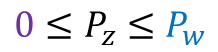 0 ≤ P_z ≤ P_w